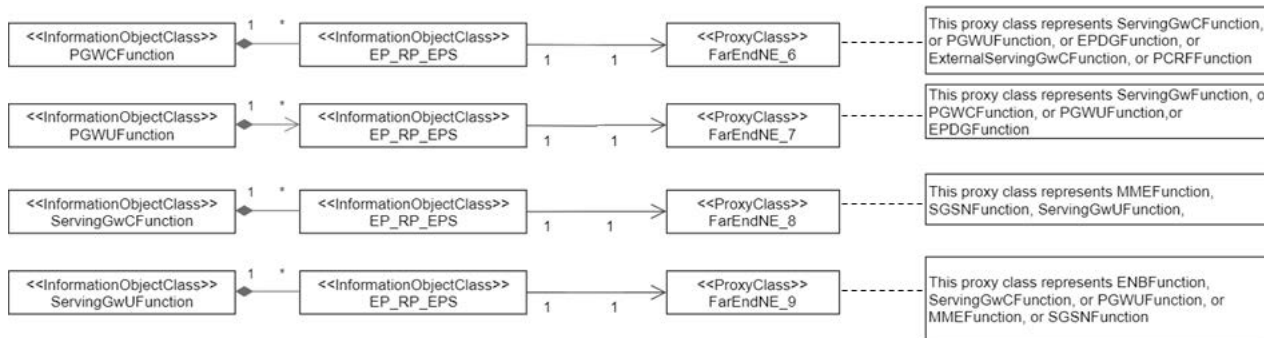 1 *
<<InformationObjectClass>>
PGWCFunction
<<InformationObjectClass>>
EP_RP_EPS
1 1
<<ProxyClass>>
FarEndNE_6
This proxy class represents ServingGwCFunction,
or PGWUFunction, or EPDGFunction, or
ExternalServingGwCFunction, or PCRFFunction
1 *
<<InformationObjectClass>>
PGWUFunction
<<InformationObjectClass>>
EP_RP_EPS
1 1
<<ProxyClass>>
FarEndNE_7
This proxy class represents ServingGwFunction,
PGWCFunction, or PGWUFunction,or
EPDGFunction
1 *
<<InformationObjectClass>>
ServingGwCFunction
<<InformationObjectClass>>
EP_RP_EPS
1 1
<<ProxyClass>>
FarEndNE_8
This proxy class represents MMEFunction,
SGSNFunction, ServingGwUFunction,
1 *
<<InformationObjectClass>>
ServingGwUFunction
<<InformationObjectClass>>
EP_RP_EPS
1 1
<<ProxyClass>>
FarEndNE_9
This proxy class represents ENBFunction,
ServingGwCFunction, or PGWUFunction, or
MMEFunction, or SGSNFunction